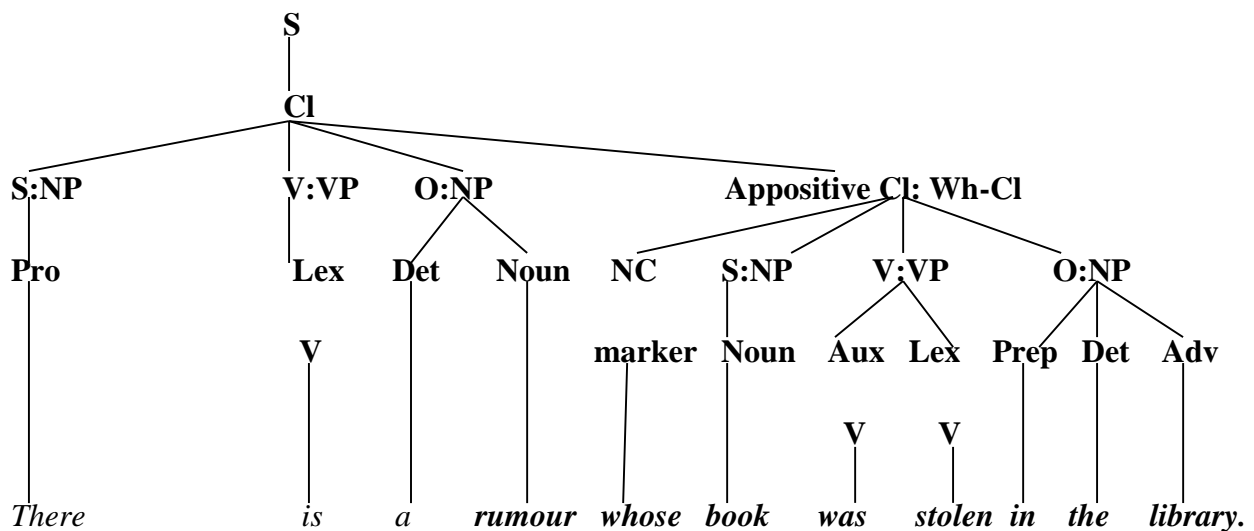 S
Cl
S:NP V:VP O:NP Appositive Cl: Wh-Cl
Pro Lex Det Noun NC S:NP V:VP O:NP
V marker Noun Aux Lex Prep Det Adv
V V
There is a rumour whose book was stolen in the library.